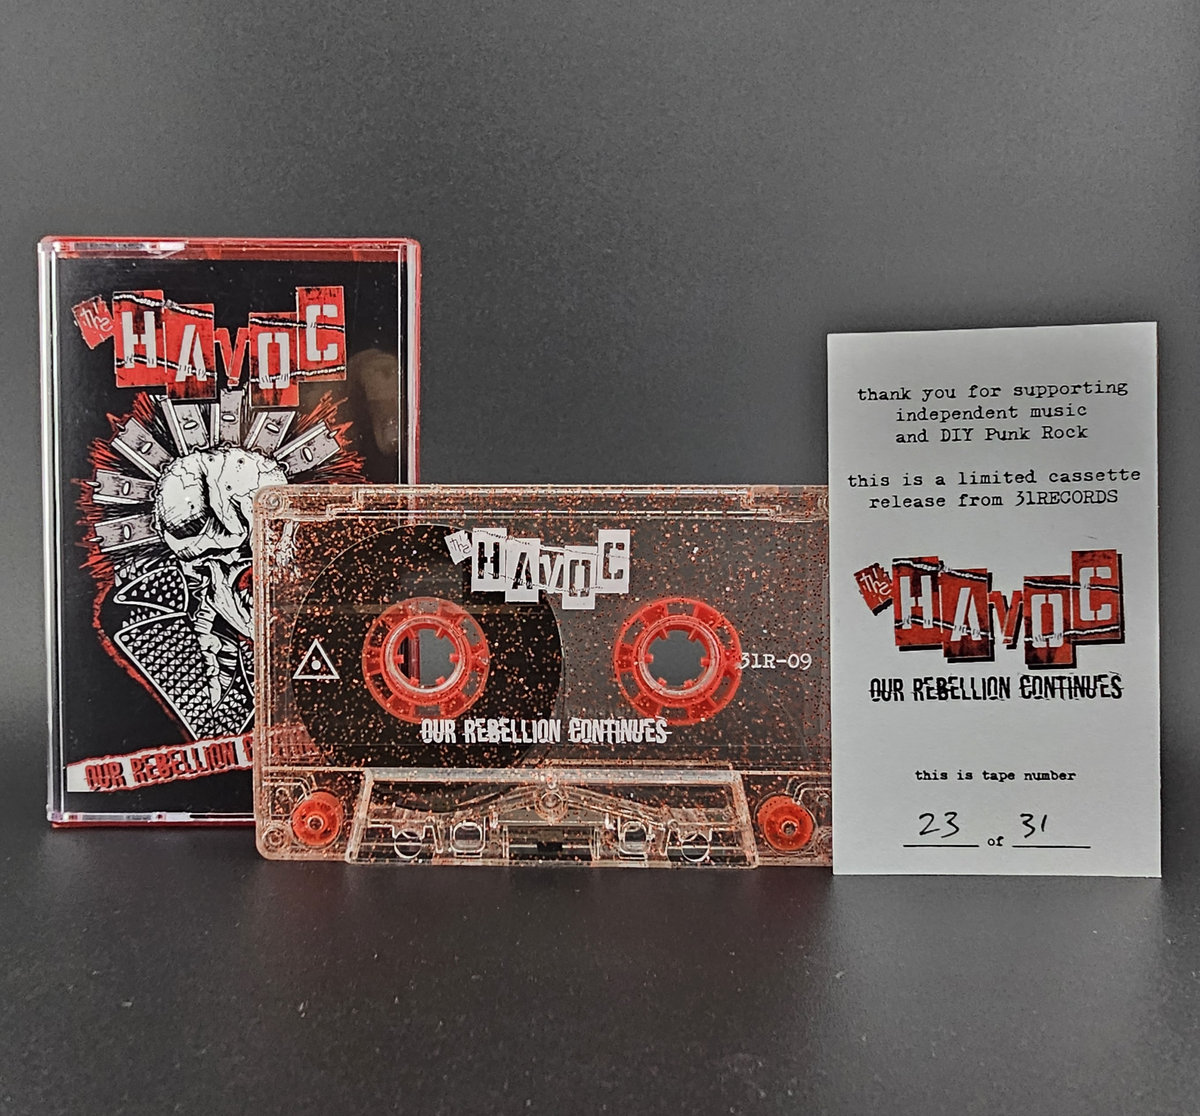 the HAVOC
OUR REBELLION
the HAVOC
31R-09
OUR REBELLION CONTINUES
thank you for supporting
independent music
and DIY Punk Rock
this is a limited cassette
release from 31RECORDS
the HAVOC
OUR REBELLION CONTINUES
this is tape number
23 of 31